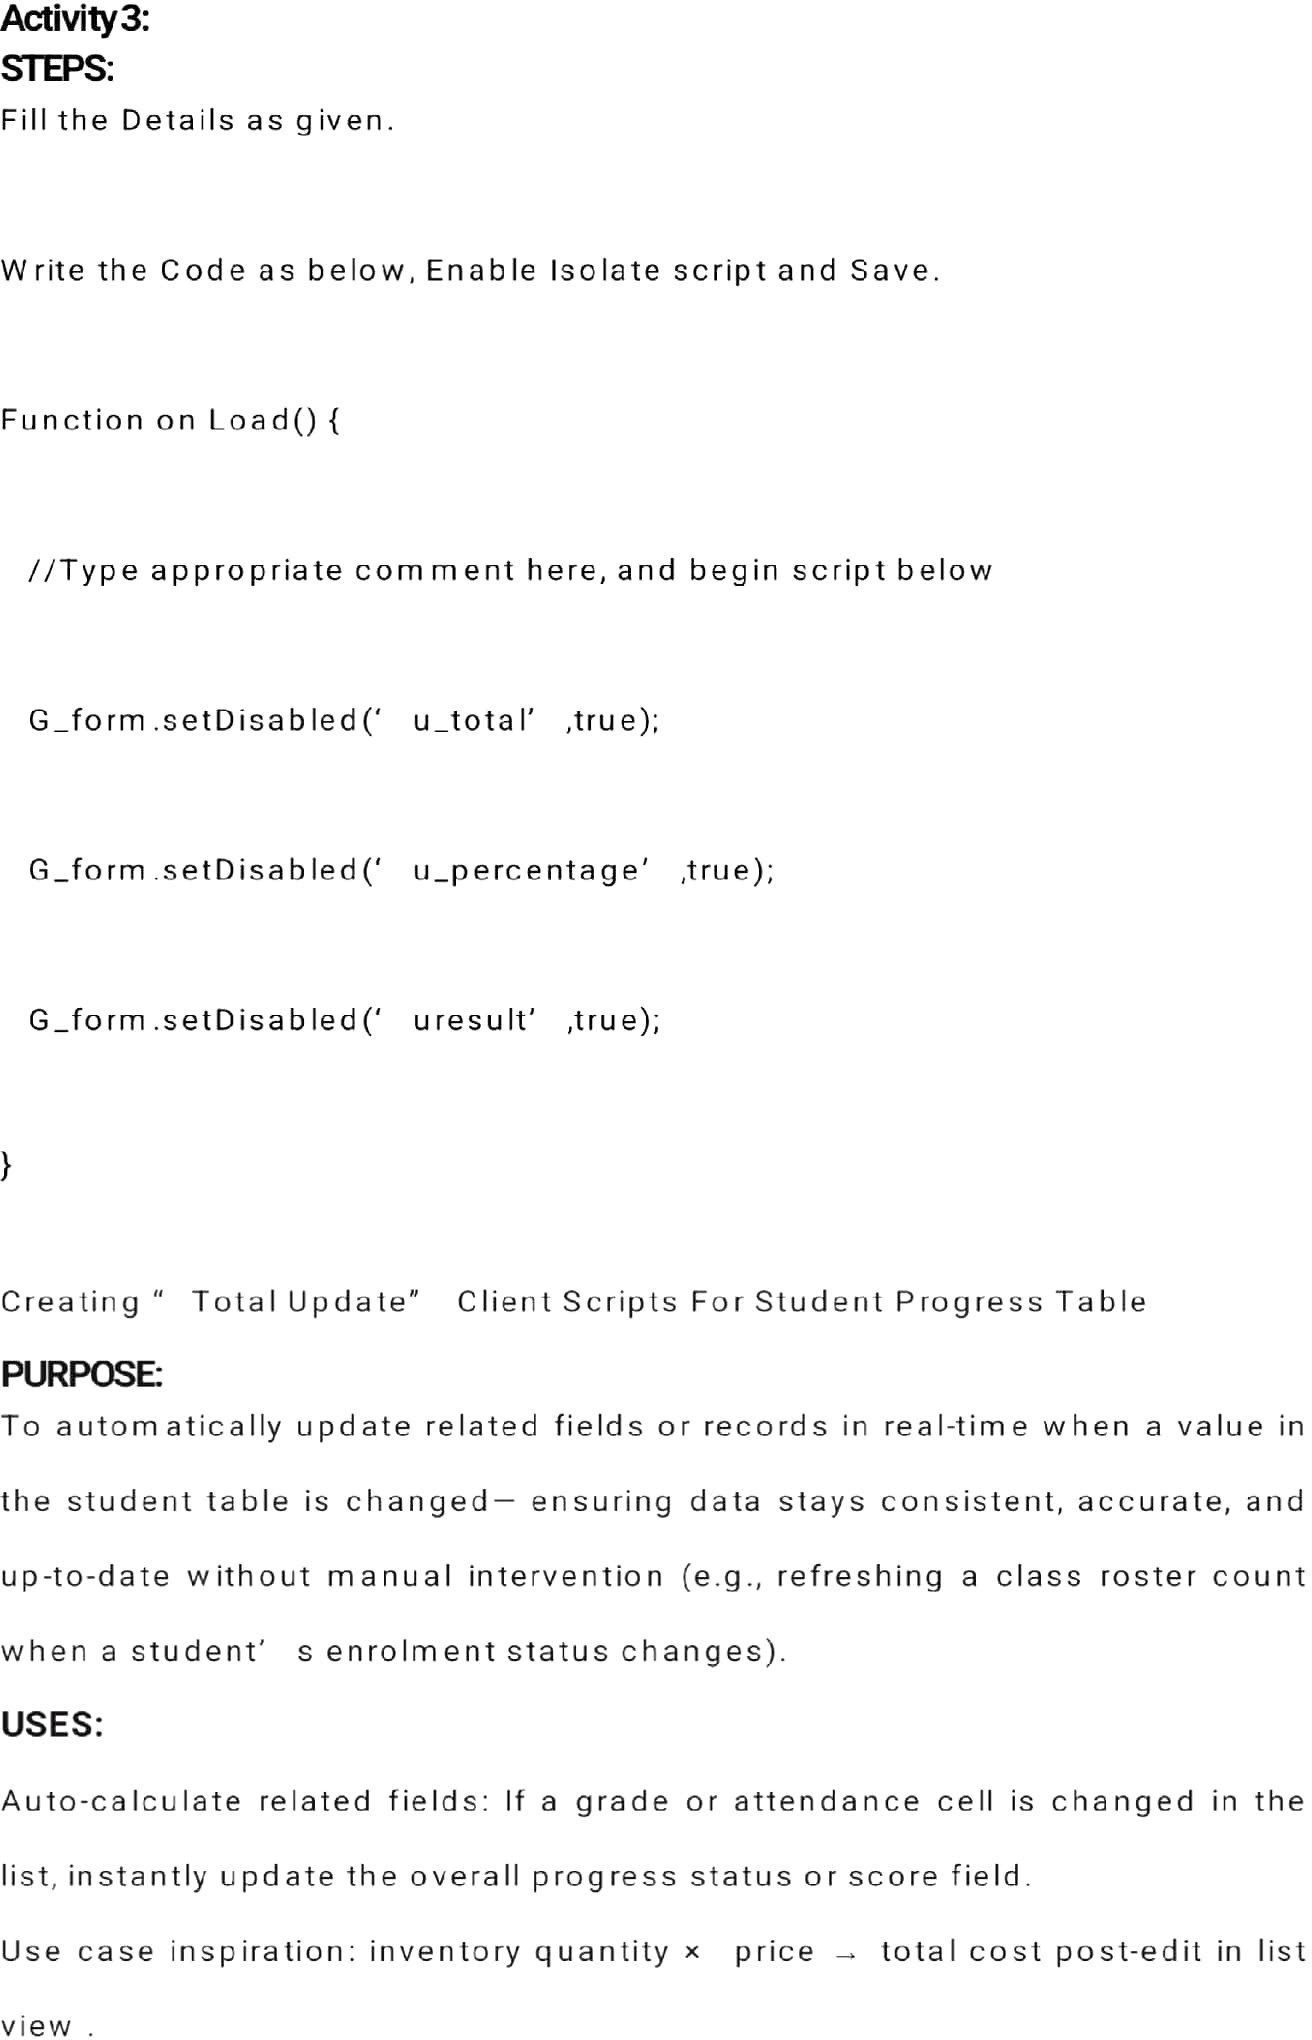 Activity 3:
STEPS:
Fill the Details as given.
Write the Code as below, Enable Isolate script and Save.
Function on Load() {
//Type appropriate comment here, and begin script below
G_form.setDisabled(‘ u_total’ ,true);
G_form.setDisabled(‘ u_percentage’ ,true);
G_form.setDisabled(‘ uresult’ ,true);
}
Creating “ Total Update” Client Scripts For Student Progress Table
PURPOSE:
To automatically update related fields or records in real-time when a value in
the student table is changed— ensuring data stays consistent, accurate, and
up-to-date without manual intervention (e.g., refreshing a class roster count
when a student’ s enrolment status changes).
USES:
Auto-calculate related fields: If a grade or attendance cell is changed in the
list, instantly update the overall progress status or score field.
Use case inspiration: inventory quantity × price → total cost post-edit in list
view .